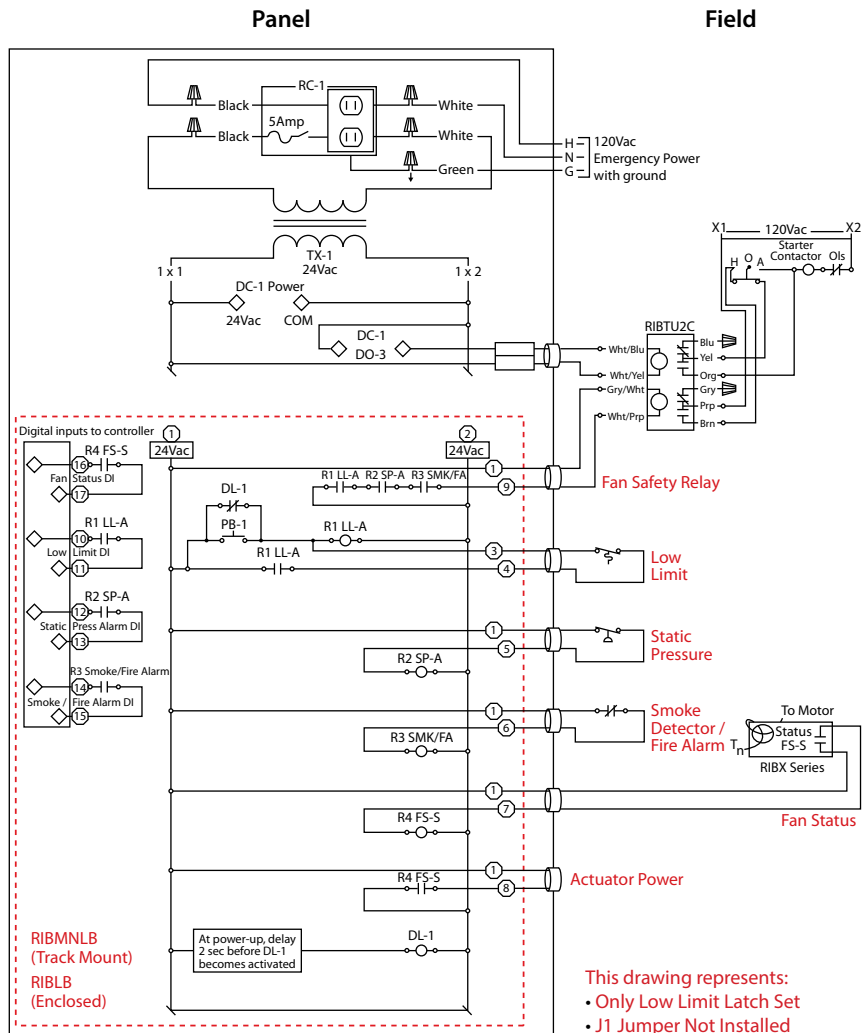 Panel
Field
RC-1
Black
White
5Amp
Black
White
Green
H
N
G
120Vac
Emergency Power
with ground
TX-1
24Vac
1 x 1
1 x 2
DC-1 Power
24Vac
COM
DC-1
DO-3
X1
120Vac
X2
Starter
Contactor
Ols
H
O
A
RIBTU2C
Wht/Blu
Wht/Yel
Gry/Wht
Wht/Prp
Blu
Yel
Org
Gry
Prp
Brn
Digital inputs to controller
16
R4 FS-S
Fan Status DI
17
10
R1 LL-A
Low Limit DI
11
12
R2 SP-A
Static Press Alarm DI
13
R3 Smoke/Fire Alarm
14
Smoke / Fire Alarm DI
15
1
24Vac
2
24Vac
1
R1 LL-A R2 SP-A R3 SMK/FA
9
Fan Safety Relay
DL-1
PB-1
R1 LL-A
3
R1 LL-A
4
Low
Limit
1
5
R2 SP-A
Static
Pressure
1
6
R3 SMK/FA
Smoke
Detector /
Fire Alarm
To Motor
Status
FS-S
Tn
RIBX Series
1
7
R4 FS-S
Fan Status
1
R4 FS-S
8
Actuator Power
At power-up, delay
2 sec before DL-1
becomes activated
DL-1
RIBMNLB
(Track Mount)
RIBLB
(Enclosed)
This drawing represents:
• Only Low Limit Latch Set
• J1 Jumper Not Installed